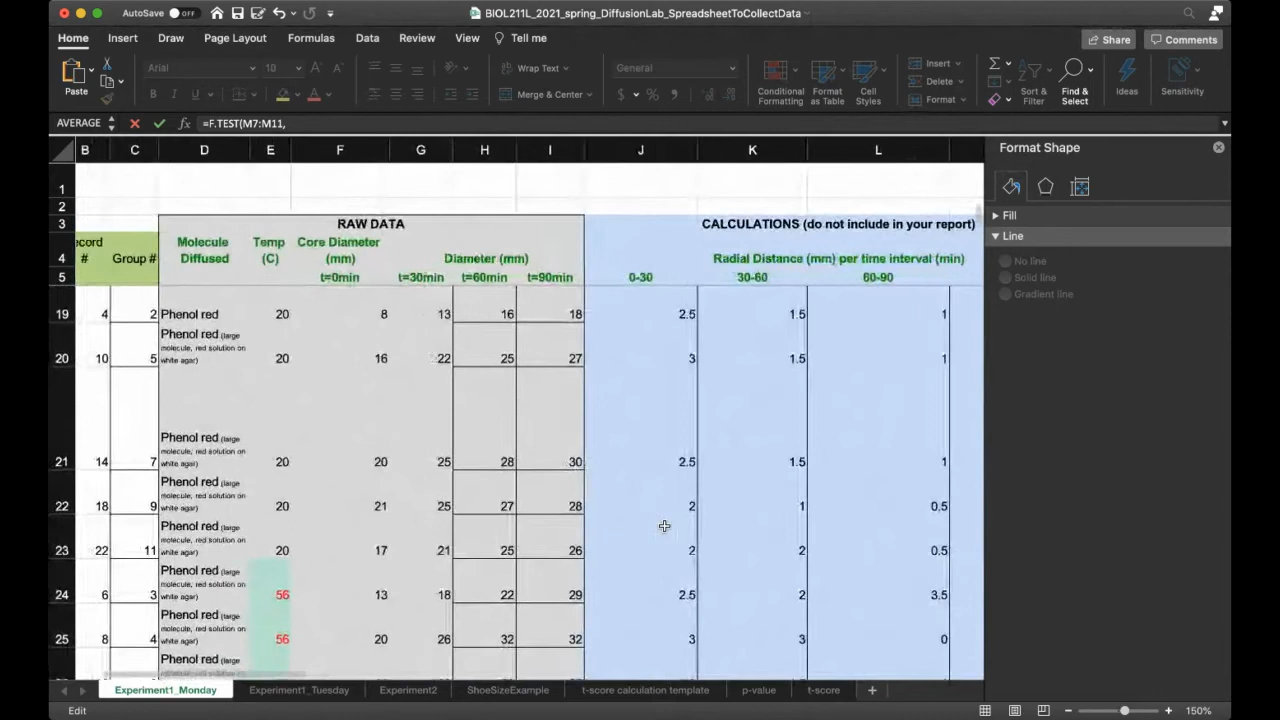 AutoSave OFF BIOL211L_2021_spring_DiffusionLab_SpreadsheetToCollectData
Home Insert Draw Page Layout Formulas Data Review View Tell me Share Comments
Paste Arial 10 A A Wrap Text General Conditional Formatting Format as Table Cell Styles Insert Sort & Filter Find & Select Ideas Sensitivity
B I U A Merge & Center $ % Delete
Format
AVERAGE fx =F.TEST(M7:M11,
B C D E F G H I J K L
Format Shape
Fill
Line
No line
Solid line
Gradient line
1
2
3 RAW DATA CALCULATIONS (do not include in your report)
ecord Molecule Temp Core Diameter
4 # Group # Diffused (C) (mm) Diameter (mm) Radial Distance (mm) per time interval (min)
5 t=0min t=30min t=60min t=90min 0-30 30-60 60-90
19 4 2 Phenol red 20 8 13 16 18 2.5 1.5 1
Phenol red (large
molecule, red solution on
20 10 5 white agar) 20 16 22 25 27 3 1.5 1
Phenol red (large
molecule, red solution on
21 14 7 white agar) 20 20 25 28 30 2.5 1.5 1
Phenol red (large
molecule, red solution on
22 18 9 white agar) 20 21 25 27 28 2 1 0.5
Phenol red (large
molecule, red solution on
23 22 11 white agar) 20 17 21 25 26 2 2 0.5
Phenol red (large
molecule, red solution on
24 6 3 white agar) 56 13 18 22 29 2.5 2 3.5
Phenol red (large
molecule, red solution on
25 8 4 white agar) 56 20 26 32 32 3 3 0
Phenol red (large
Experiment1_Monday Experiment1_Tuesday Experiment2 ShoeSizeExample t-score calculation template p-value t-score
Edit 150%